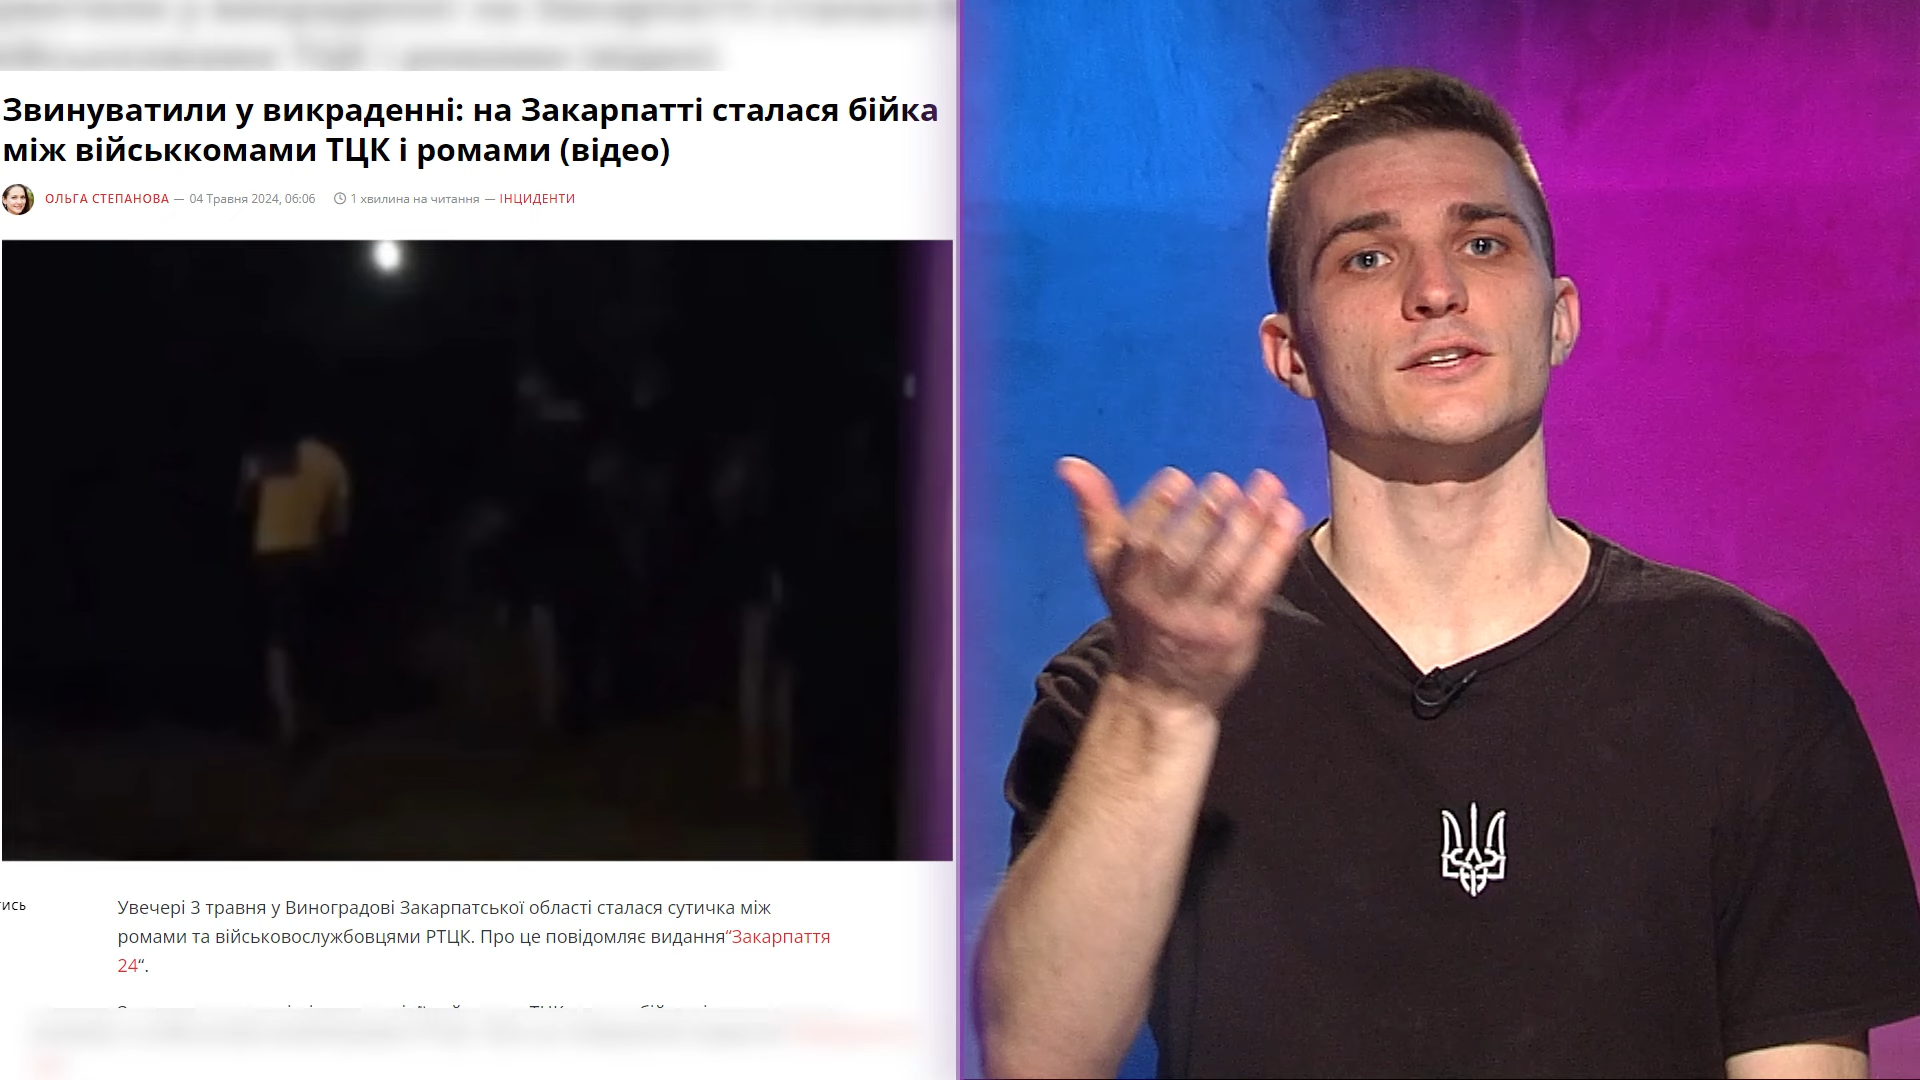 Звинуватили у викраденні: на Закарпатті сталася бійка
між військкомами ТЦК і ромами (відео)
ОЛЬГА СТЕПАНОВА — 04 Травня 2024, 06:06 1 хвилина на читання — ІНЦИДЕНТИ
Увечері 3 травня у Виноградові Закарпатської області сталася сутичка між
ромами та військовослужбовцями РТЦК. Про це повідомляє видання“Закарпаття
24“.